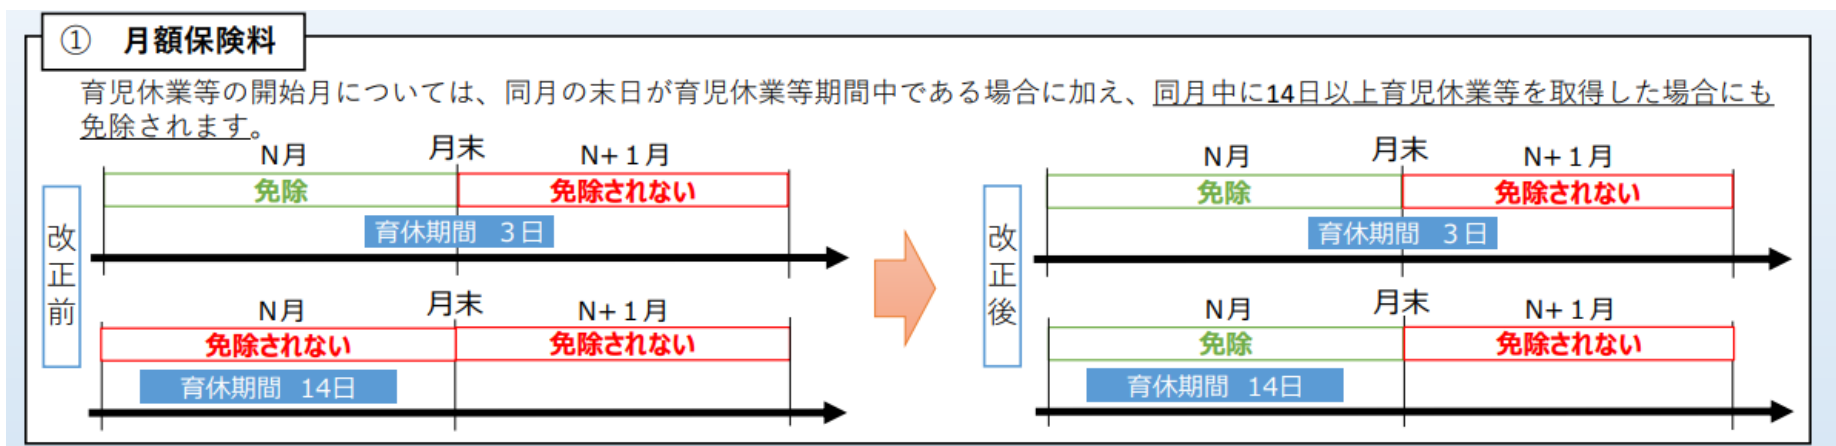 ① 月額保険料
育児休業等の開始月については、同月の末日が育児休業等期間中である場合に加え、同月中に14日以上育児休業等を取得した場合にも
免除されます。
改正前
N月 月末 N+１月
免除 免除されない
育休期間 ３日
N月 月末 N+１月
免除されない 免除されない
育休期間 14日
改正後
N月 月末 N+１月
免除 免除されない
育休期間 ３日
N月 月末 N+１月
免除 免除されない
育休期間 14日